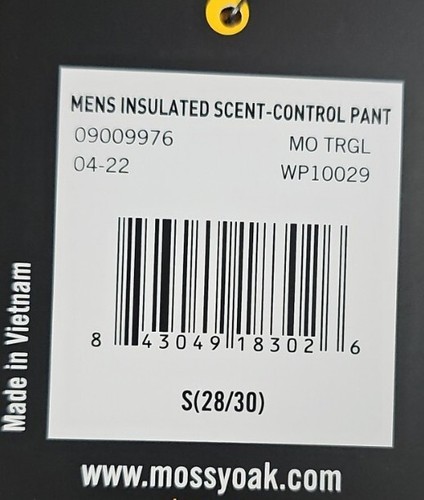 MENS INSULATED SCENT-CONTROL PANT
09009976 MO TRGL
04-22 WP10029
8 43049 18302 6
S(28/30)
Made in Vietnam
www.mossyoak.com